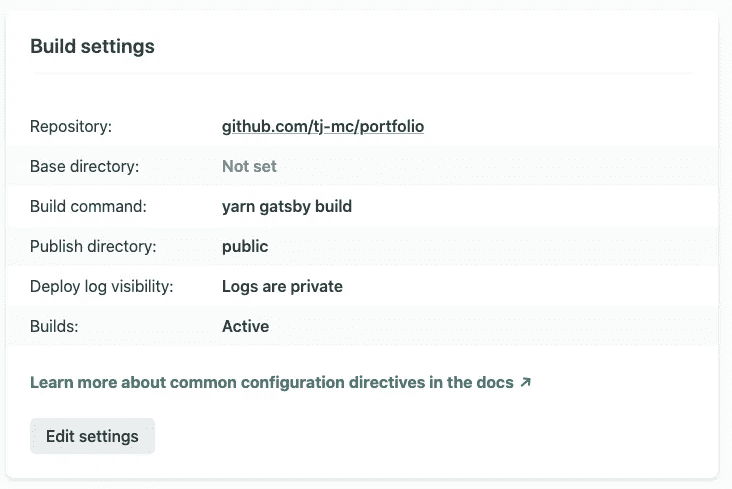 Build settings
Repository: github.com/tj-mc/portfolio
Base directory: Not set
Build command: yarn gatsby build
Publish directory: public
Deploy log visibility: Logs are private
Builds: Active
Learn more about common configuration directives in the docs ↗
Edit settings